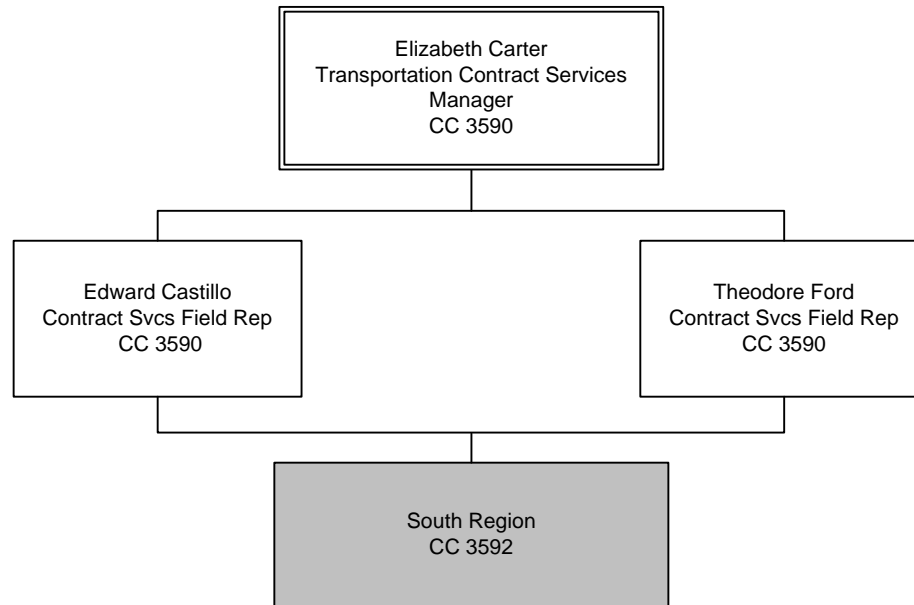 Elizabeth Carter
Transportation Contract Services
Manager
CC 3590
Edward Castillo
Contract Svcs Field Rep
CC 3590
Theodore Ford
Contract Svcs Field Rep
CC 3590
South Region
CC 3592